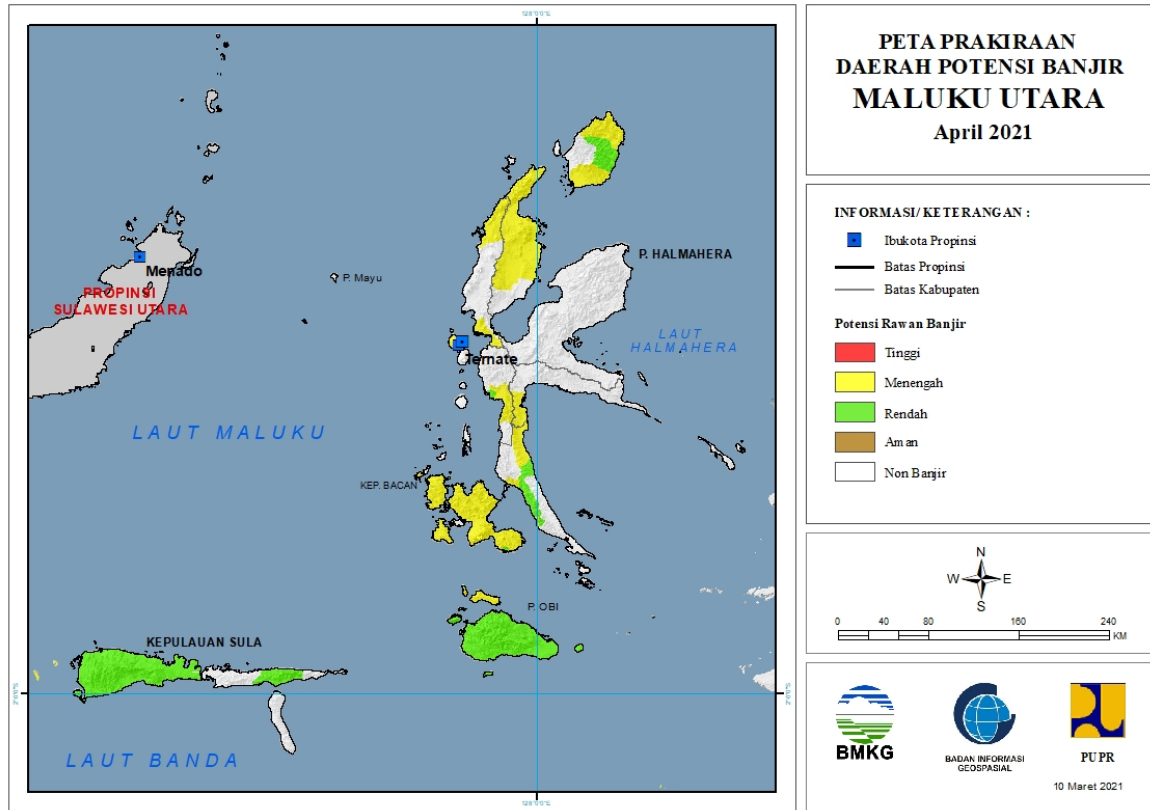 PETA PRAKIRAAN
DAERAH POTENSI BANJIR
MALUKU UTARA
April 2021
INFORMASI/ KETERANGAN :
Ibukota Propinsi
Batas Propinsi
Batas Kabupaten
Potensi Rawan Banjir
Tinggi
Menengah
Rendah
Aman
Non Banjir
N
W E
S
0 40 80 160 240
KM
BMKG
BADAN INFORMASI
GEOSPASIAL
PUPR
10 Maret 2021
Menado
PROPINSI
SULAWESI UTARA
P. Mayu
P. HALMAHERA
LAUT
HALMAHERA
Ternate
LAUT MALUKU
KEP. BACAN
P. OBI
KEPULAUAN SULA
LAUT BANDA